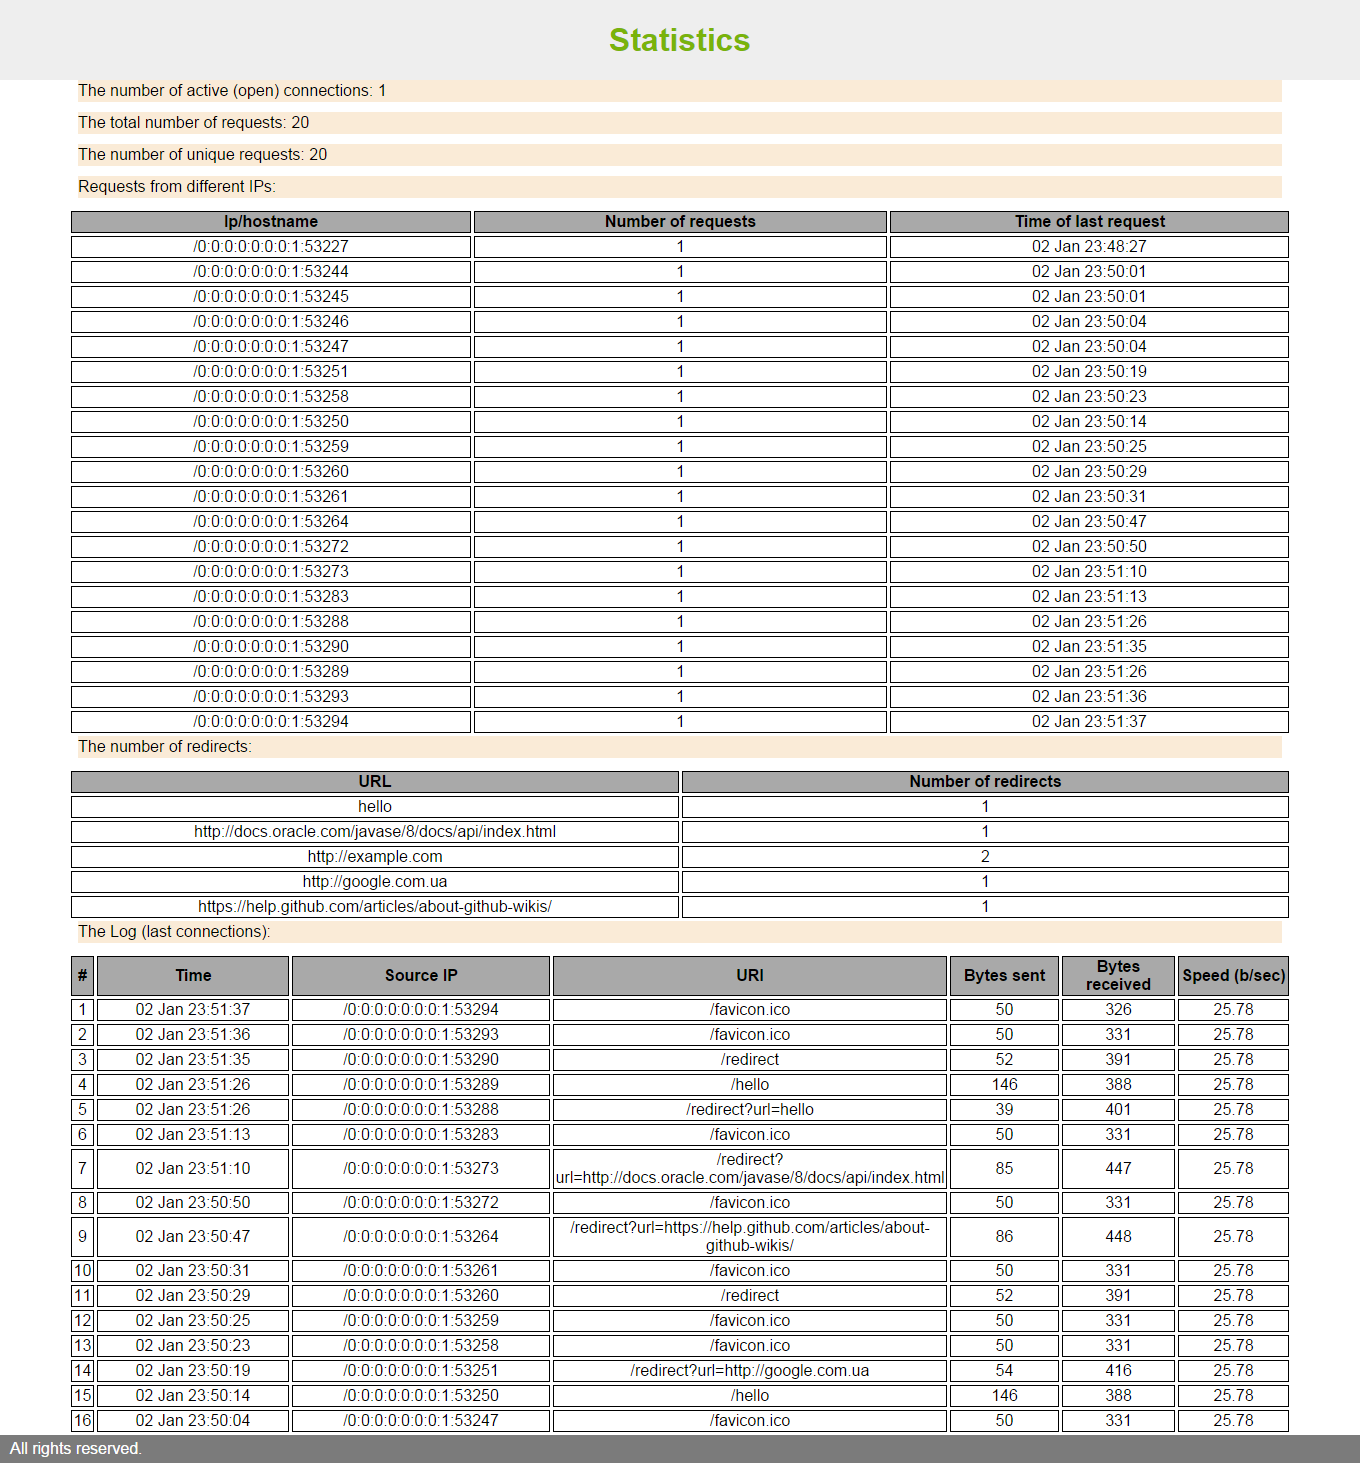 Statistics
The number of active (open) connections: 1
The total number of requests: 20
The number of unique requests: 20
Requests from different IPs:
Ip/hostname Number of requests Time of last request
/0:0:0:0:0:0:0:1:53227 1 02 Jan 23:48:27
/0:0:0:0:0:0:0:1:53244 1 02 Jan 23:50:01
/0:0:0:0:0:0:0:1:53245 1 02 Jan 23:50:01
/0:0:0:0:0:0:0:1:53246 1 02 Jan 23:50:04
/0:0:0:0:0:0:0:1:53247 1 02 Jan 23:50:04
/0:0:0:0:0:0:0:1:53251 1 02 Jan 23:50:19
/0:0:0:0:0:0:0:1:53258 1 02 Jan 23:50:23
/0:0:0:0:0:0:0:1:53250 1 02 Jan 23:50:14
/0:0:0:0:0:0:0:1:53259 1 02 Jan 23:50:25
/0:0:0:0:0:0:0:1:53260 1 02 Jan 23:50:29
/0:0:0:0:0:0:0:1:53261 1 02 Jan 23:50:31
/0:0:0:0:0:0:0:1:53264 1 02 Jan 23:50:47
/0:0:0:0:0:0:0:1:53272 1 02 Jan 23:50:50
/0:0:0:0:0:0:0:1:53273 1 02 Jan 23:51:10
/0:0:0:0:0:0:0:1:53283 1 02 Jan 23:51:13
/0:0:0:0:0:0:0:1:53288 1 02 Jan 23:51:26
/0:0:0:0:0:0:0:1:53290 1 02 Jan 23:51:35
/0:0:0:0:0:0:0:1:53289 1 02 Jan 23:51:26
/0:0:0:0:0:0:0:1:53293 1 02 Jan 23:51:36
/0:0:0:0:0:0:0:1:53294 1 02 Jan 23:51:37
The number of redirects:
URL Number of redirects
hello 1
http://docs.oracle.com/javase/8/docs/api/index.html 1
http://example.com 2
http://google.com.ua 1
https://help.github.com/articles/about-github-wikis/ 1
The Log (last connections):
# Time Source IP URI Bytes sent Bytes received Speed (b/sec)
1 02 Jan 23:51:37 /0:0:0:0:0:0:0:1:53294 /favicon.ico 50 326 25.78
2 02 Jan 23:51:36 /0:0:0:0:0:0:0:1:53293 /favicon.ico 50 331 25.78
3 02 Jan 23:51:35 /0:0:0:0:0:0:0:1:53290 /redirect 52 391 25.78
4 02 Jan 23:51:26 /0:0:0:0:0:0:0:1:53289 /hello 146 388 25.78
5 02 Jan 23:51:26 /0:0:0:0:0:0:0:1:53288 /redirect?url=hello 39 401 25.78
6 02 Jan 23:51:13 /0:0:0:0:0:0:0:1:53283 /favicon.ico 50 331 25.78
7 02 Jan 23:51:10 /0:0:0:0:0:0:0:1:53273 /redirect?url=http://docs.oracle.com/javase/8/docs/api/index.html 85 447 25.78
8 02 Jan 23:50:50 /0:0:0:0:0:0:0:1:53272 /favicon.ico 50 331 25.78
9 02 Jan 23:50:47 /0:0:0:0:0:0:0:1:53264 /redirect?url=https://help.github.com/articles/about-github-wikis/ 86 448 25.78
10 02 Jan 23:50:31 /0:0:0:0:0:0:0:1:53261 /favicon.ico 50 331 25.78
11 02 Jan 23:50:29 /0:0:0:0:0:0:0:1:53260 /redirect 52 391 25.78
12 02 Jan 23:50:25 /0:0:0:0:0:0:0:1:53259 /favicon.ico 50 331 25.78
13 02 Jan 23:50:23 /0:0:0:0:0:0:0:1:53258 /favicon.ico 50 331 25.78
14 02 Jan 23:50:19 /0:0:0:0:0:0:0:1:53251 /redirect?url=http://google.com.ua 54 416 25.78
15 02 Jan 23:50:14 /0:0:0:0:0:0:0:1:53250 /hello 146 388 25.78
16 02 Jan 23:50:04 /0:0:0:0:0:0:0:1:53247 /favicon.ico 50 331 25.78
All rights reserved.